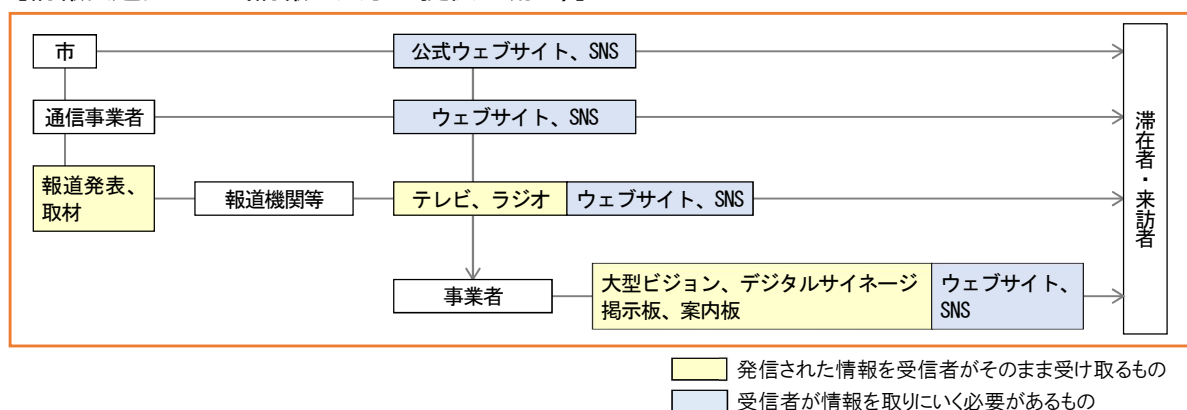 市
公式ウェブサイト、SNS
通信事業者
ウェブサイト、SNS
報道発表、
取材
報道機関等
テレビ、ラジオ
ウェブサイト、SNS
事業者
大型ビジョン、デジタルサイネージ
掲示板、案内板
ウェブサイト、
SNS
滞在者・来訪者
発信された情報を受信者がそのまま受け取るもの
受信者が情報を取りにいく必要があるもの